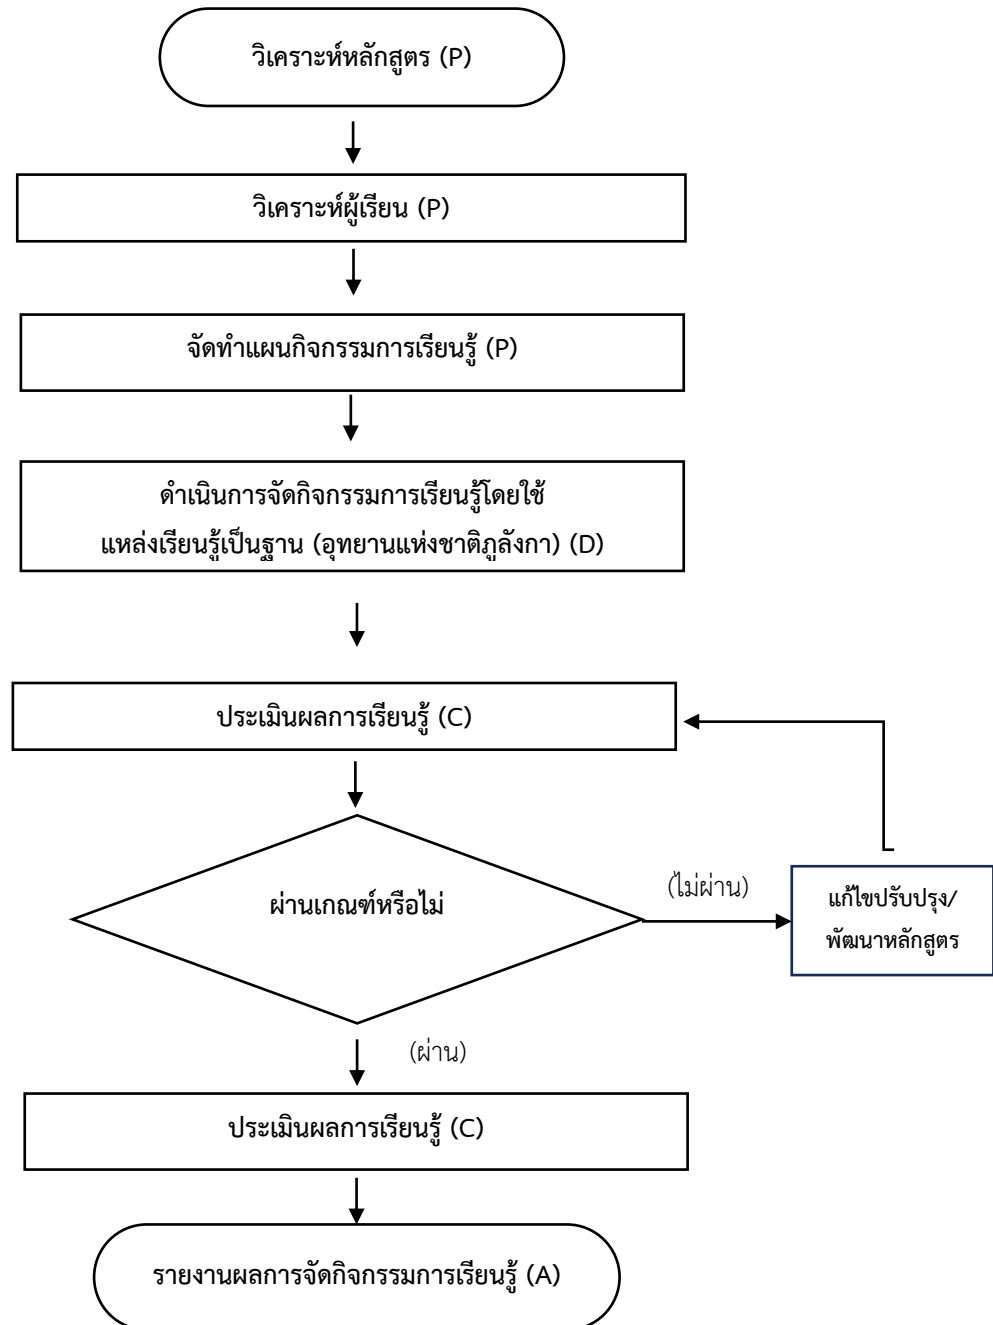 วิเคราะห์หลักสูตร (P)
วิเคราะห์ผู้เรียน (P)
จัดทำแผนกิจกรรมการเรียนรู้ (P)
ดำเนินการจัดกิจกรรมการเรียนรู้โดยใช้
แหล่งเรียนรู้เป็นฐาน (อุทยานแห่งชาติภูลังกา) (D)
ประเมินผลการเรียนรู้ (C)
ผ่านเกณฑ์หรือไม่
(ไม่ผ่าน)
แก้ไขปรับปรุง/
พัฒนาหลักสูตร
(ผ่าน)
ประเมินผลการเรียนรู้ (C)
รายงานผลการจัดกิจกรรมการเรียนรู้ (A)